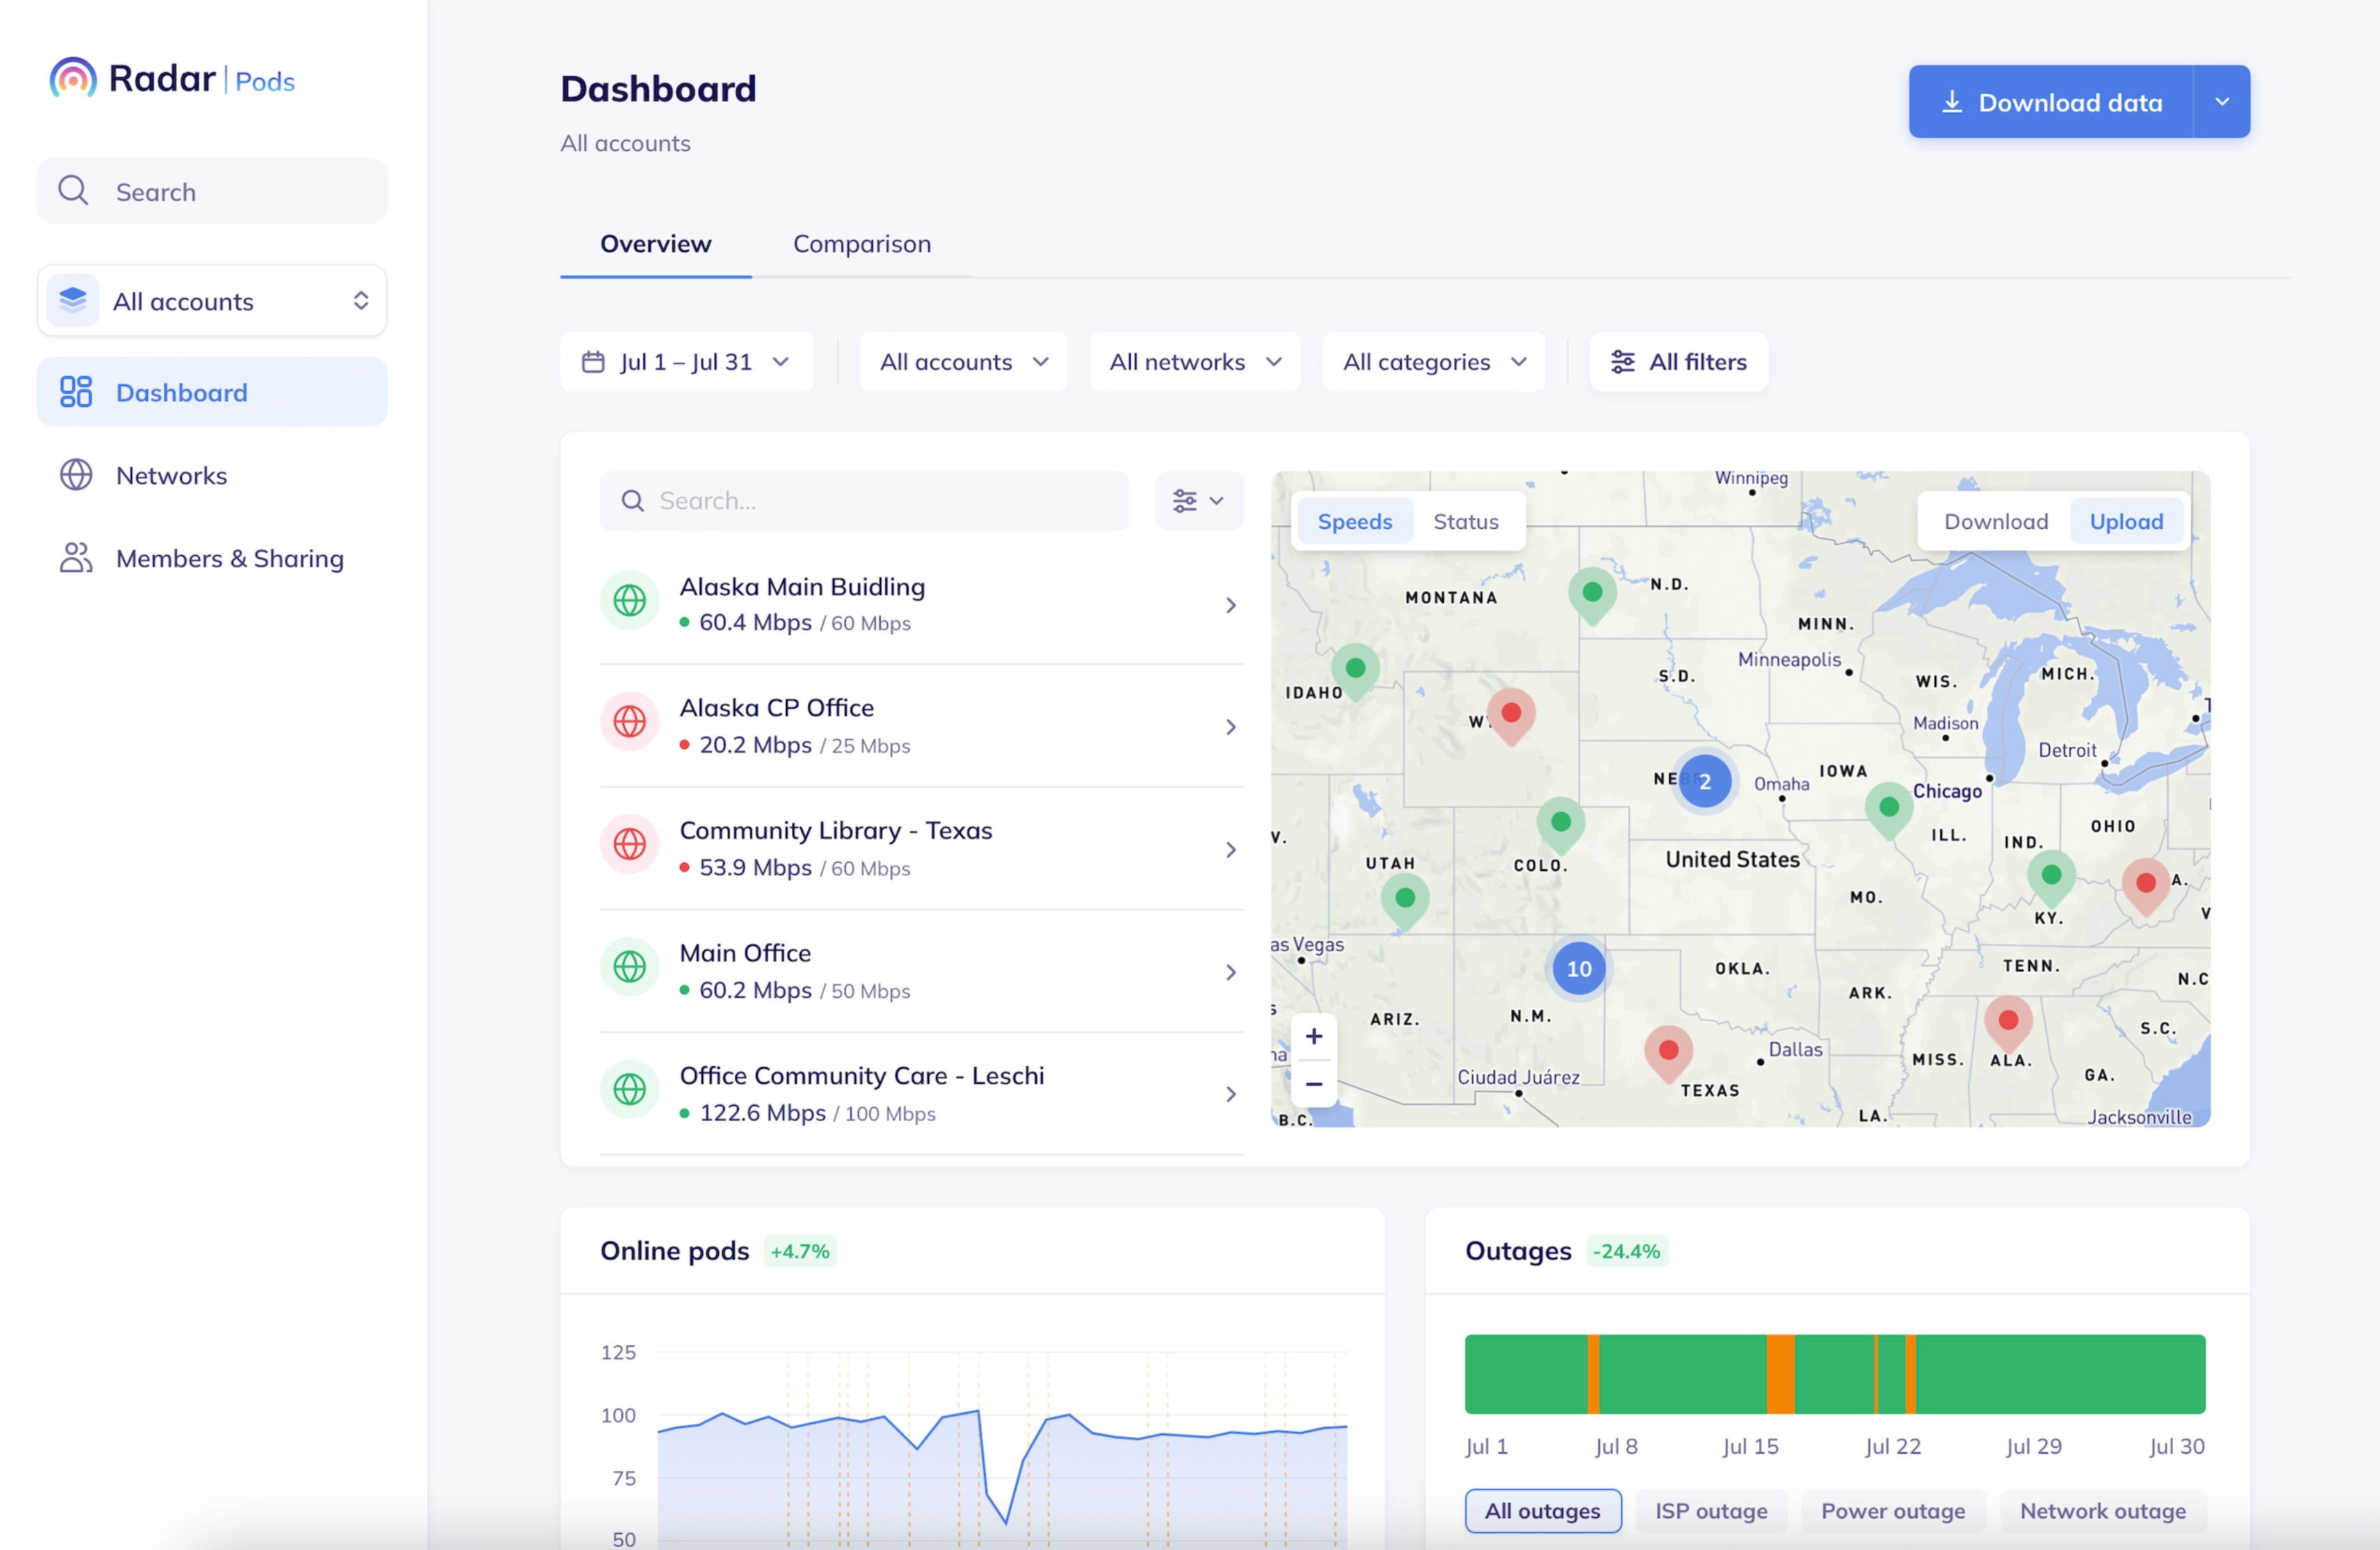 Radar | Pods
Search
All accounts
Dashboard
Networks
Members & Sharing
Dashboard
All accounts
Download data
Overview
Comparison
Jul 1 – Jul 31
All accounts
All networks
All categories
All filters
Search...
Alaska Main Buidling
60.4 Mbps / 60 Mbps
Alaska CP Office
20.2 Mbps / 25 Mbps
Community Library - Texas
53.9 Mbps / 60 Mbps
Main Office
60.2 Mbps / 50 Mbps
Office Community Care - Leschi
122.6 Mbps / 100 Mbps
Winnipeg
Speeds
Status
Download
Upload
MONTANA
N.D.
MINN.
Minneapolis
S.D.
WIS.
MICH.
IDAHO
Madison
Detroit
2
Omaha
IOWA
Chicago
ILL.
IND.
OHIO
UTAH
COLO.
United States
MO.
KY.
as Vegas
10
OKLA.
TENN.
N.C
ARK.
ARIZ.
N.M.
S.C.
+
−
Dallas
MISS.
ALA.
GA.
Ciudad Juárez
TEXAS
B.C.
LA.
Jacksonville
Online pods
+4.7%
125
100
75
50
Outages
-24.4%
Jul 1
Jul 8
Jul 15
Jul 22
Jul 29
Jul 30
All outages
ISP outage
Power outage
Network outage